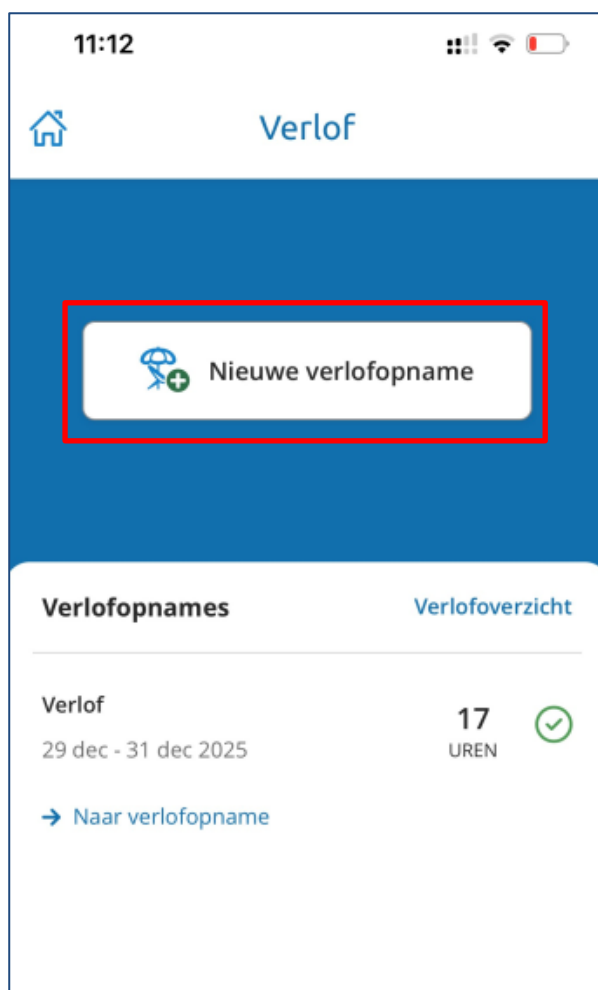 11:12
Verlof
Nieuwe verlofopname
Verlofopnames
Verlofoverzicht
Verlof
17
29 dec - 31 dec 2025
UREN
→ Naar verlofopname